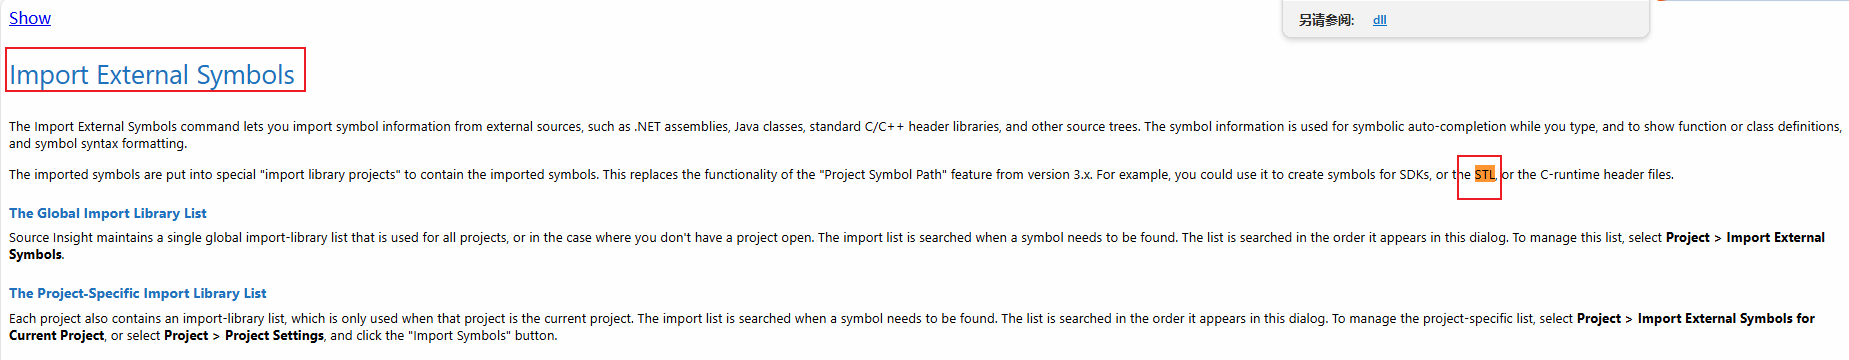 Show
另请参阅: dll
Import External Symbols
The Import External Symbols command lets you import symbol information from external sources, such as .NET assemblies, Java classes, standard C/C++ header libraries, and other source trees. The symbol information is used for symbolic auto-completion while you type, and to show function or class definitions,
and symbol syntax formatting.
The imported symbols are put into special "import library projects" to contain the imported symbols. This replaces the functionality of the "Project Symbol Path" feature from version 3.x. For example, you could use it to create symbols for SDKs, or the STL, or the C-runtime header files.
The Global Import Library List
Source Insight maintains a single global import-library list that is used for all projects, or in the case where you don't have a project open. The import list is searched when a symbol needs to be found. The list is searched in the order it appears in this dialog. To manage this list, select Project > Import External
Symbols.
The Project-Specific Import Library List
Each project also contains an import-library list, which is only used when that project is the current project. The import list is searched when a symbol needs to be found. The list is searched in the order it appears in this dialog. To manage the project-specific list, select Project > Import External Symbols for
Current Project, or select Project > Project Settings, and click the "Import Symbols" button.